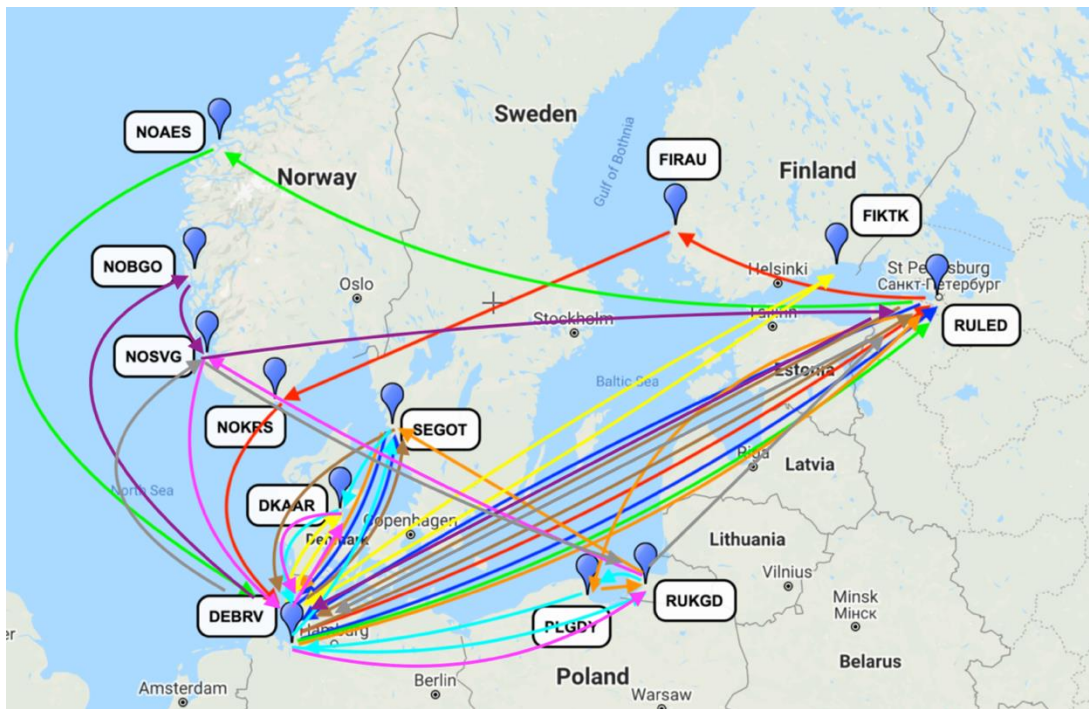 Sweden
NOAES
Norway
Gulf of Bothnia
FIRAU
Finland
FIKTK
NOBGO
Oslo
Helsinki
St Petersburg
Санкт-Петербург
Stockholm
RULED
NOSVG
Estonia
Baltic Sea
NOKRS
SEGOT
North Sea
Riga
Latvia
DKAAR
Copenhagen
Denmark
Lithuania
Vilnius
DEBRV
Hamburg
PLGDY
RUKGD
Minsk
Мінск
Belarus
Poland
Berlin
Amsterdam
Warsaw
er